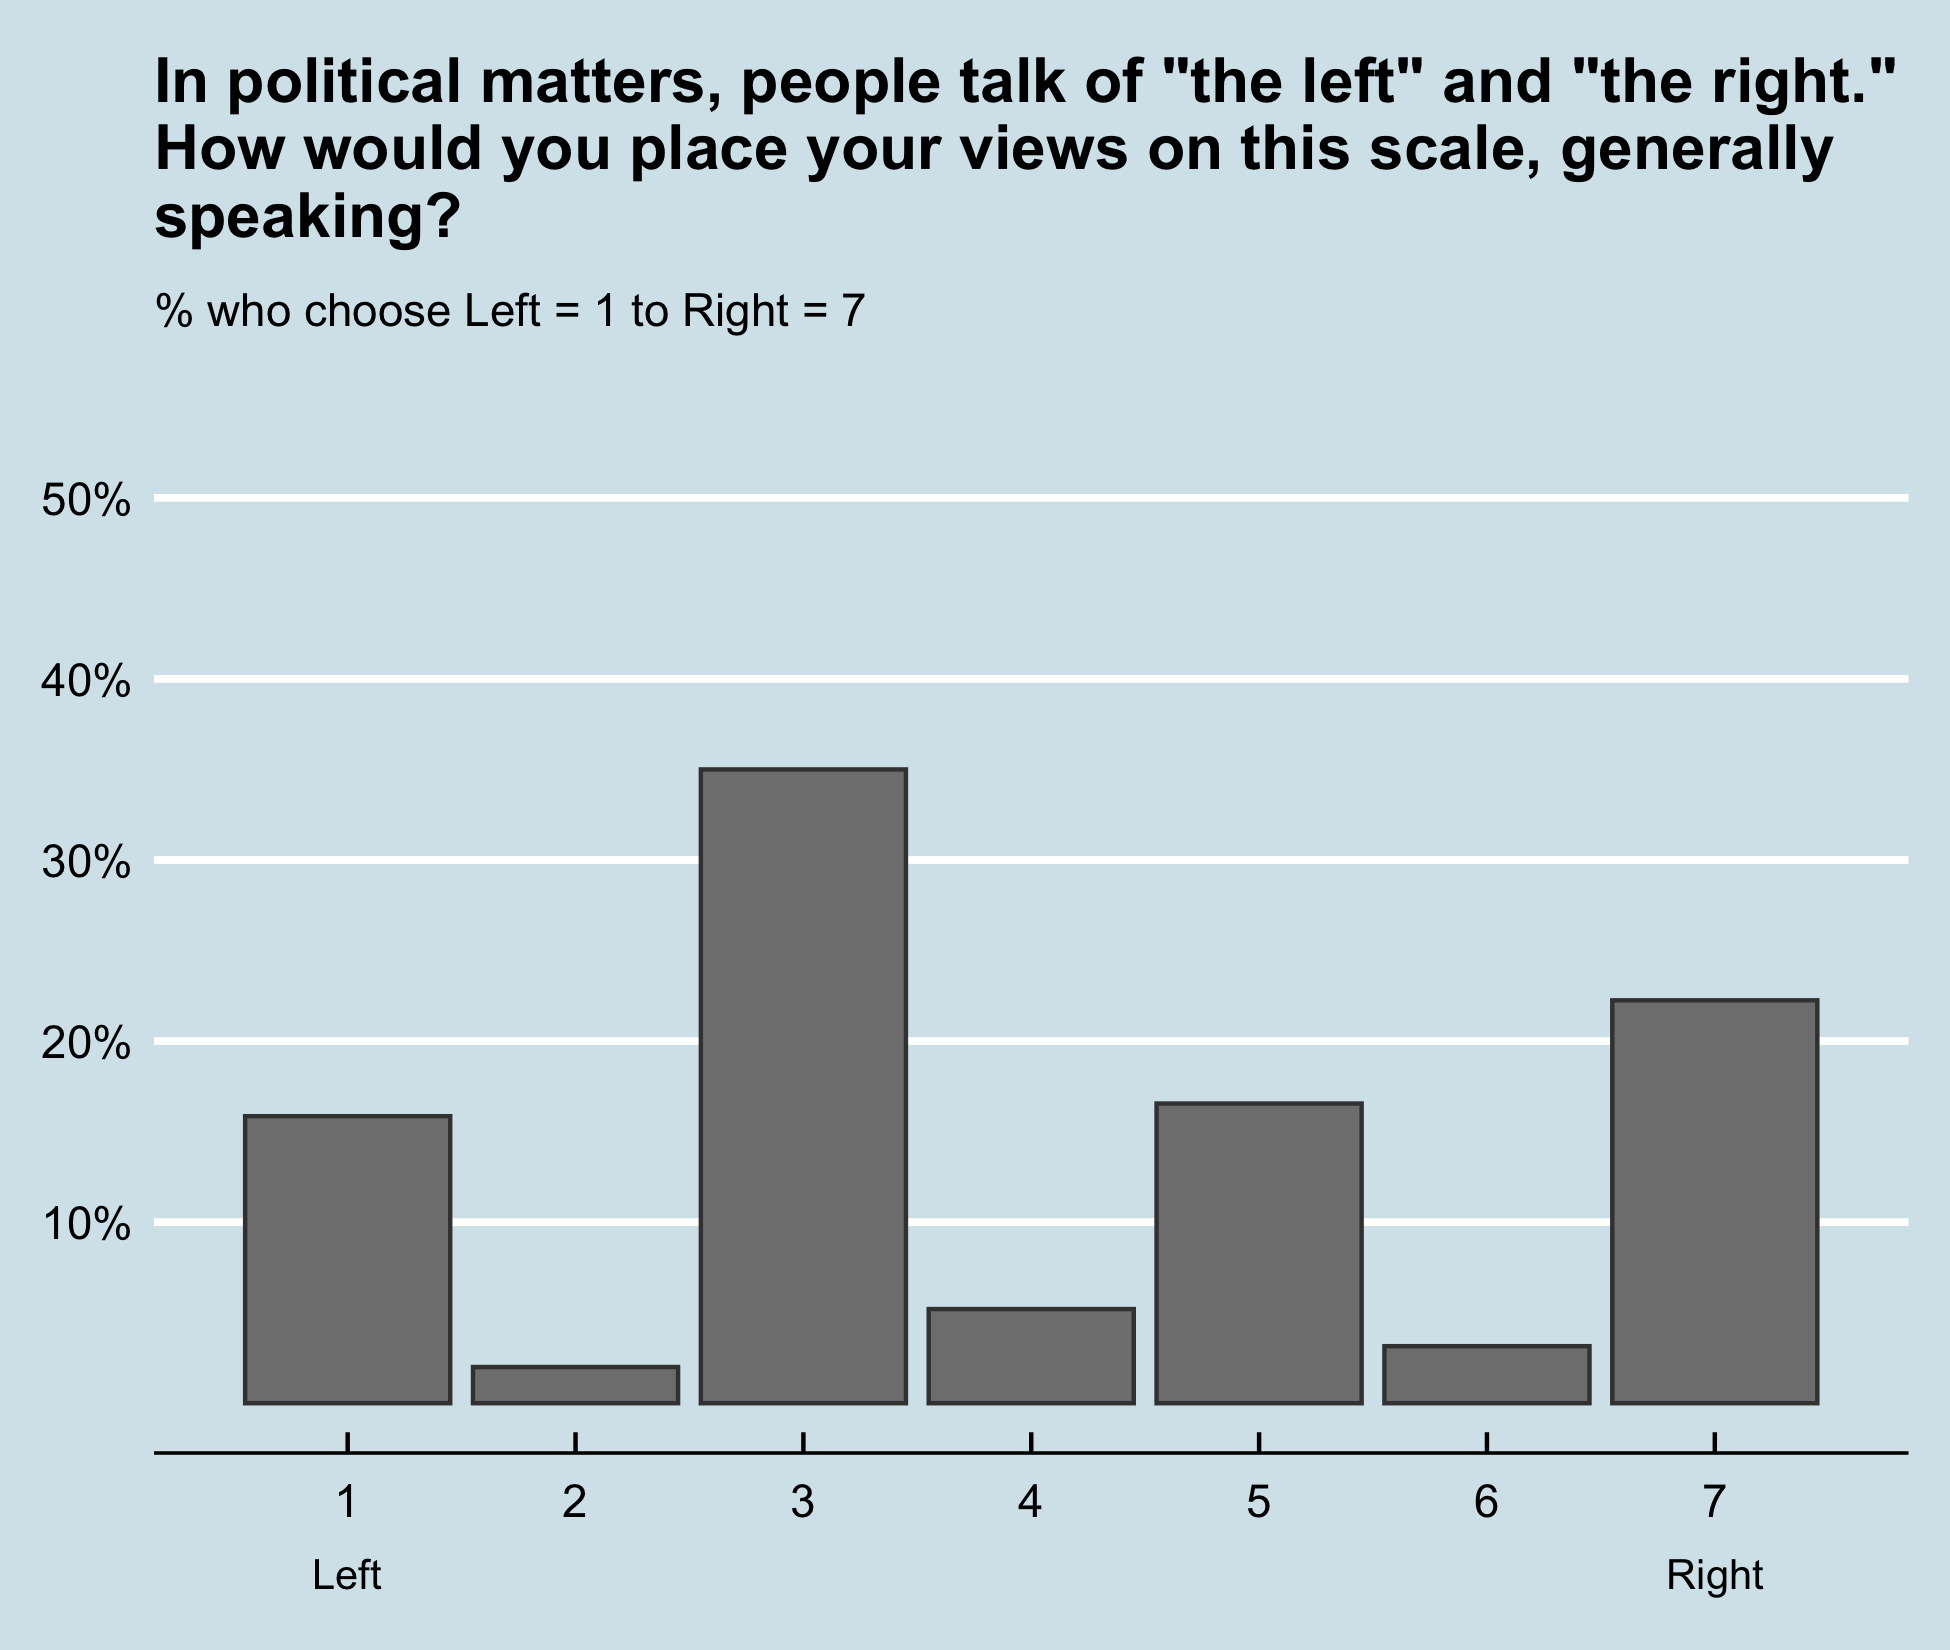 In political matters, people talk of "the left" and "the right."
How would you place your views on this scale, generally
speaking?
% who choose Left = 1 to Right = 7
50%
40%
30%
20%
10%
1 2 3 4 5 6 7
Left Right